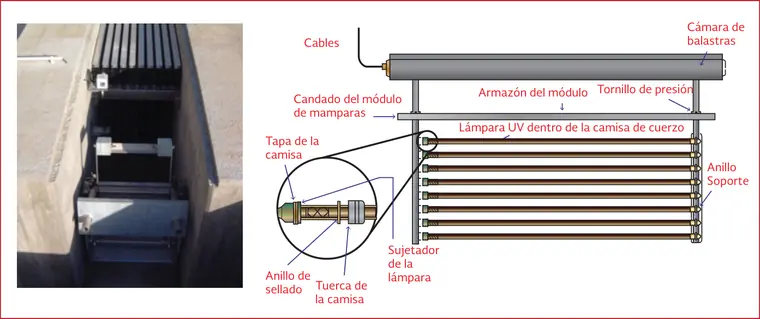 Cables
Cámara de
balastras
Candado del módulo
de mamparas
Armazón del módulo
Tornillo de presión
Lámpara UV dentro de la camisa de cuerzo
Tapa de la
camisa
Anillo
Soporte
Sujetador
de la
lámpara
Anillo de
sellado
Tuerca de
la camisa